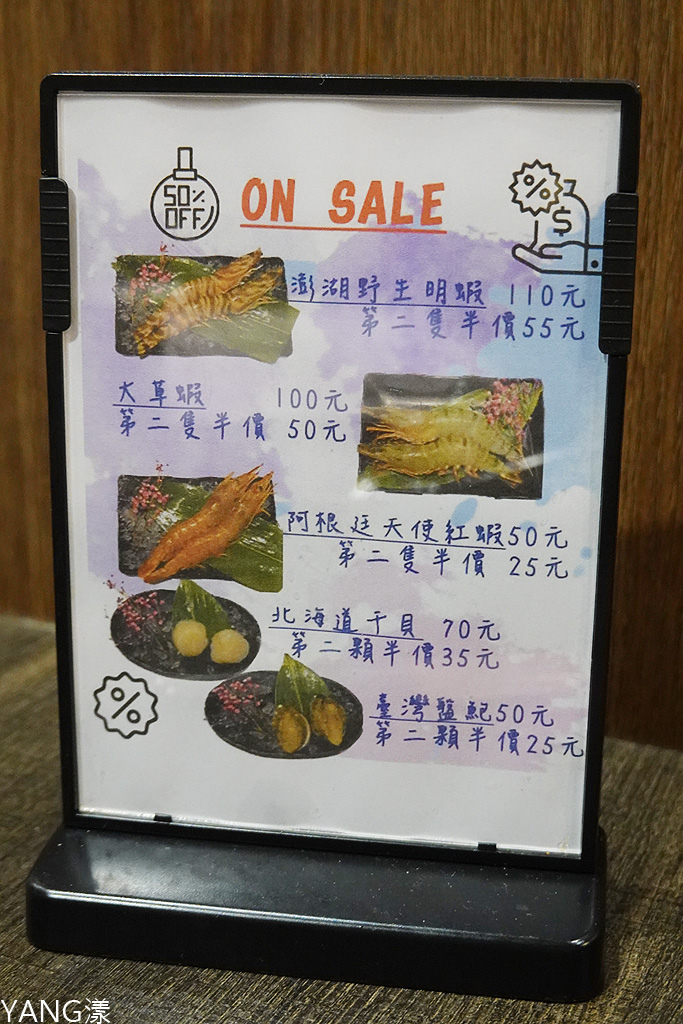 50%
OFF
ON SALE
%
$
澎湖野生明蝦 110元
第二隻半價55元
大草蝦 100元
第二隻半價 50元
阿根廷天使紅蝦50元
第二隻半價 25元
北海道干貝 70元
第二顆半價35元
%
臺灣盤鮑50元
第二顆半價25元
YANG漾